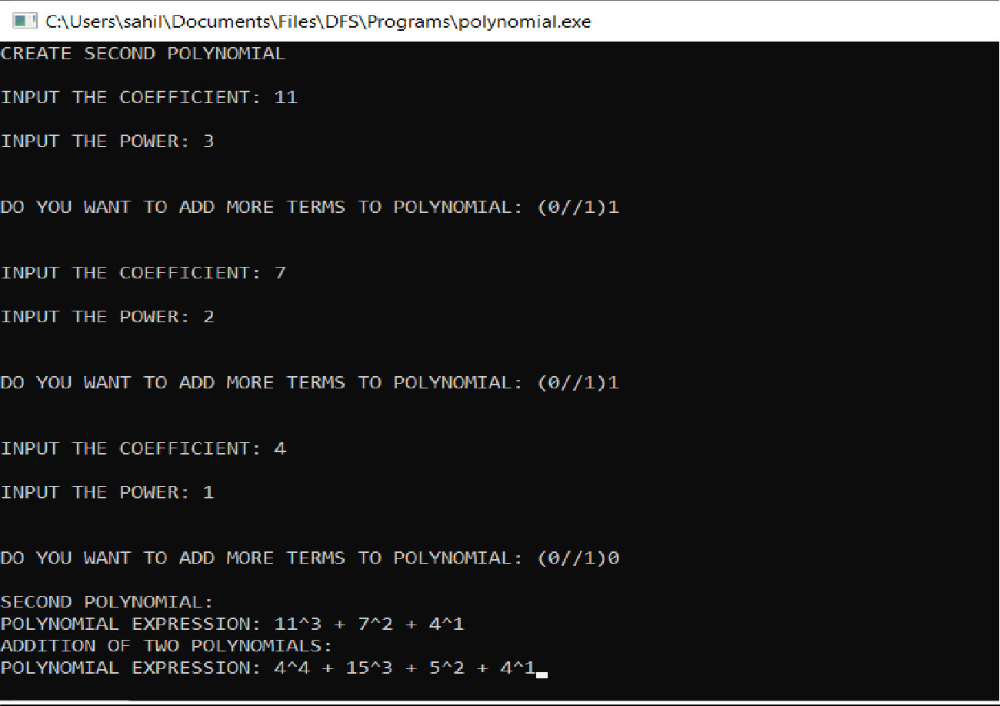 C:\Users\sahil\Documents\Files\DFS\Programs\polynomial.exe
CREATE SECOND POLYNOMIAL
INPUT THE COEFFICIENT: 11
INPUT THE POWER: 3
DO YOU WANT TO ADD MORE TERMS TO POLYNOMIAL: (0//1)1
INPUT THE COEFFICIENT: 7
INPUT THE POWER: 2
DO YOU WANT TO ADD MORE TERMS TO POLYNOMIAL: (0//1)1
INPUT THE COEFFICIENT: 4
INPUT THE POWER: 1
DO YOU WANT TO ADD MORE TERMS TO POLYNOMIAL: (0//1)0
SECOND POLYNOMIAL:
POLYNOMIAL EXPRESSION: 11^3 + 7^2 + 4^1
ADDITION OF TWO POLYNOMIALS:
POLYNOMIAL EXPRESSION: 4^4 + 15^3 + 5^2 + 4^1